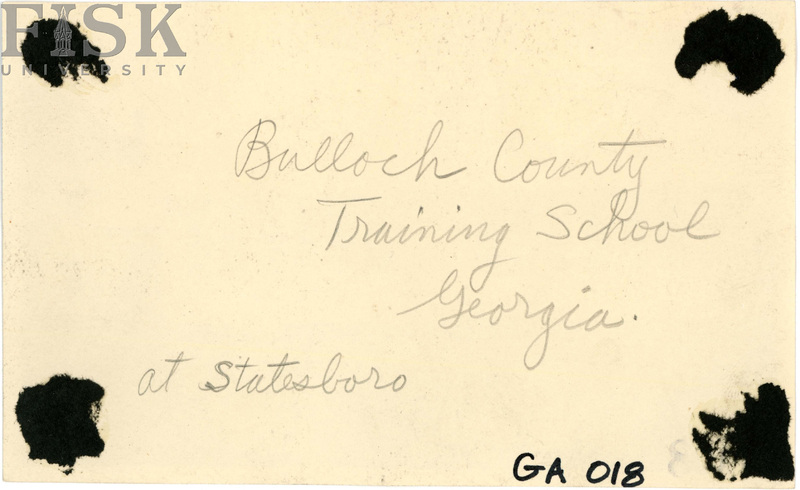 FISK
UNIVERSITY
Bulloch County
Training School
Georgia.
at Statesboro
GA 018